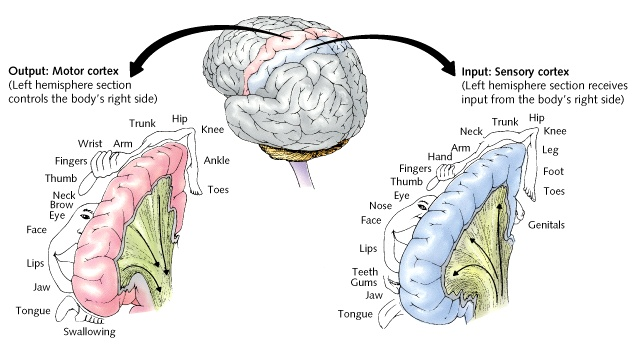 Output: Motor cortex
(Left hemisphere section
controls the body's right side)
Input: Sensory cortex
(Left hemisphere section receives
input from the body's right side)
Hip
Trunk
Knee
Wrist
Arm
Fingers
Ankle
Thumb
Toes
Neck
Brow
Eye
Face
Lips
Jaw
Tongue
Swallowing
Hip
Trunk
Neck
Knee
Arm
Hand
Leg
Fingers
Foot
Thumb
Toes
Eye
Nose
Face
Genitals
Lips
Teeth
Gums
Jaw
Tongue